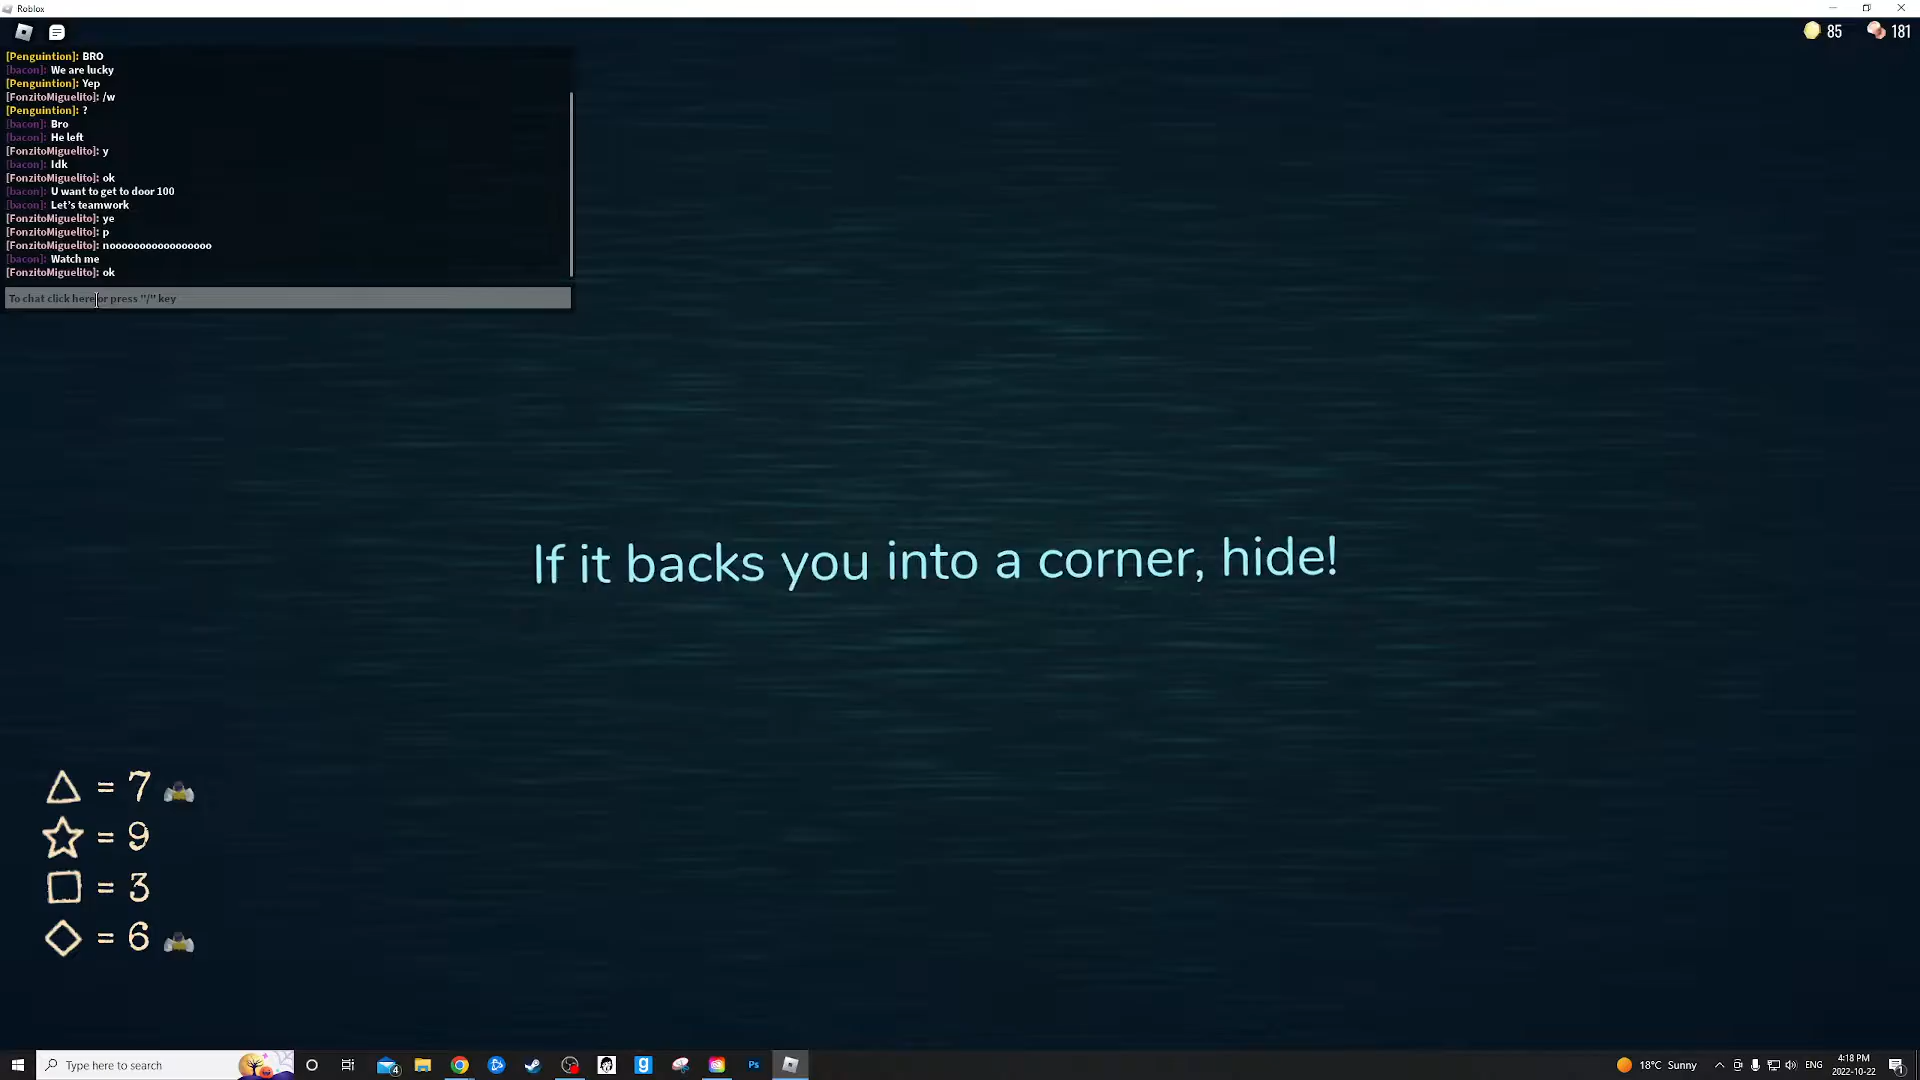 Roblox
85
181
[Penguintion]: BRO
[bacon]: We are lucky
[Penguintion]: Yep
[FonzitoMiguelito]: /w
[Penguintion]: ?
[bacon]: Bro
[bacon]: He left
[FonzitoMiguelito]: y
[bacon]: Idk
[FonzitoMiguelito]: ok
[bacon]: U want to get to door 100
[bacon]: Let's teamwork
[FonzitoMiguelito]: ye
[FonzitoMiguelito]: p
[FonzitoMiguelito]: nooooooooooooooooo
[bacon]: Watch me
[FonzitoMiguelito]: ok
To chat click here or press "/" key
If it backs you into a corner, hide!
= 7
= 9
= 3
= 6
Type here to search
4
g
Ps
18°C Sunny
ENG
4:18 PM
2022-10-22
1